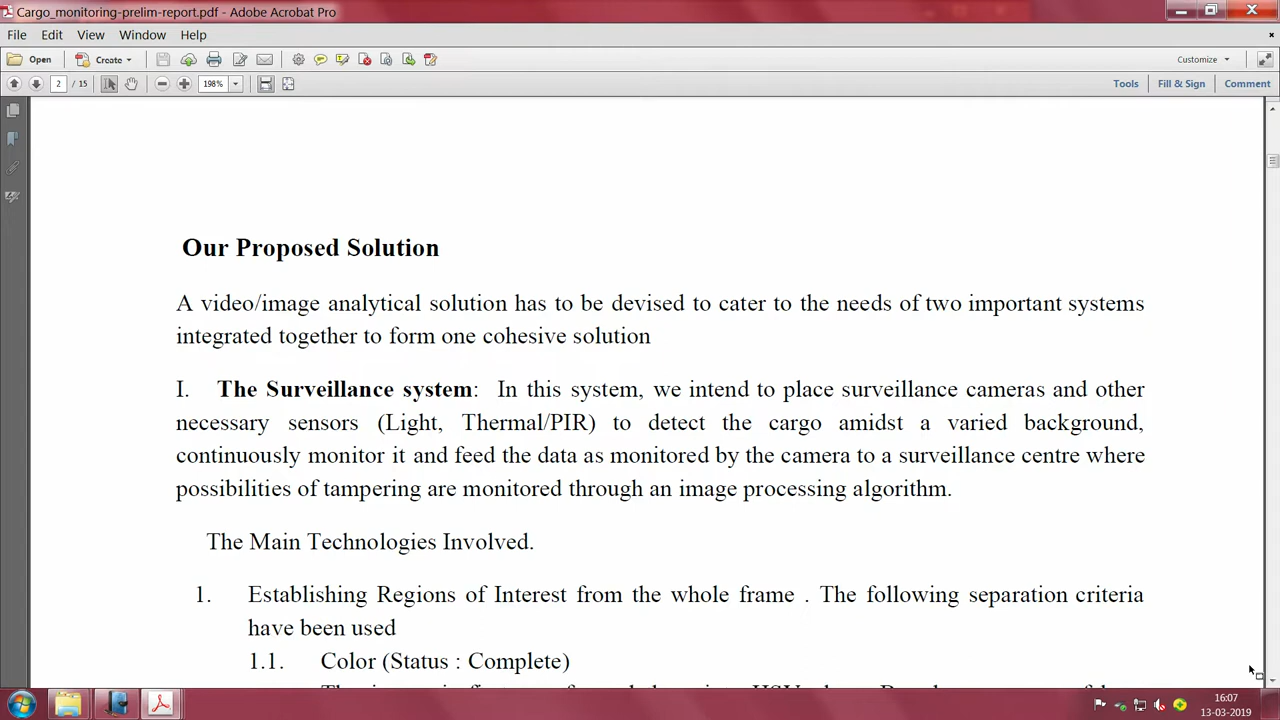 Cargo_monitoring-prelim-report.pdf - Adobe Acrobat Pro
File Edit View Window Help
Open Create Customize
2 / 15 198% Tools Fill & Sign Comment
Our Proposed Solution
A video/image analytical solution has to be devised to cater to the needs of two important systems
integrated together to form one cohesive solution
I. The Surveillance system: In this system, we intend to place surveillance cameras and other
necessary sensors (Light, Thermal/PIR) to detect the cargo amidst a varied background,
continuously monitor it and feed the data as monitored by the camera to a surveillance centre where
possibilities of tampering are monitored through an image processing algorithm.
The Main Technologies Involved.
1. Establishing Regions of Interest from the whole frame . The following separation criteria
have been used
1.1. Color (Status : Complete)
16:07
13-03-2019